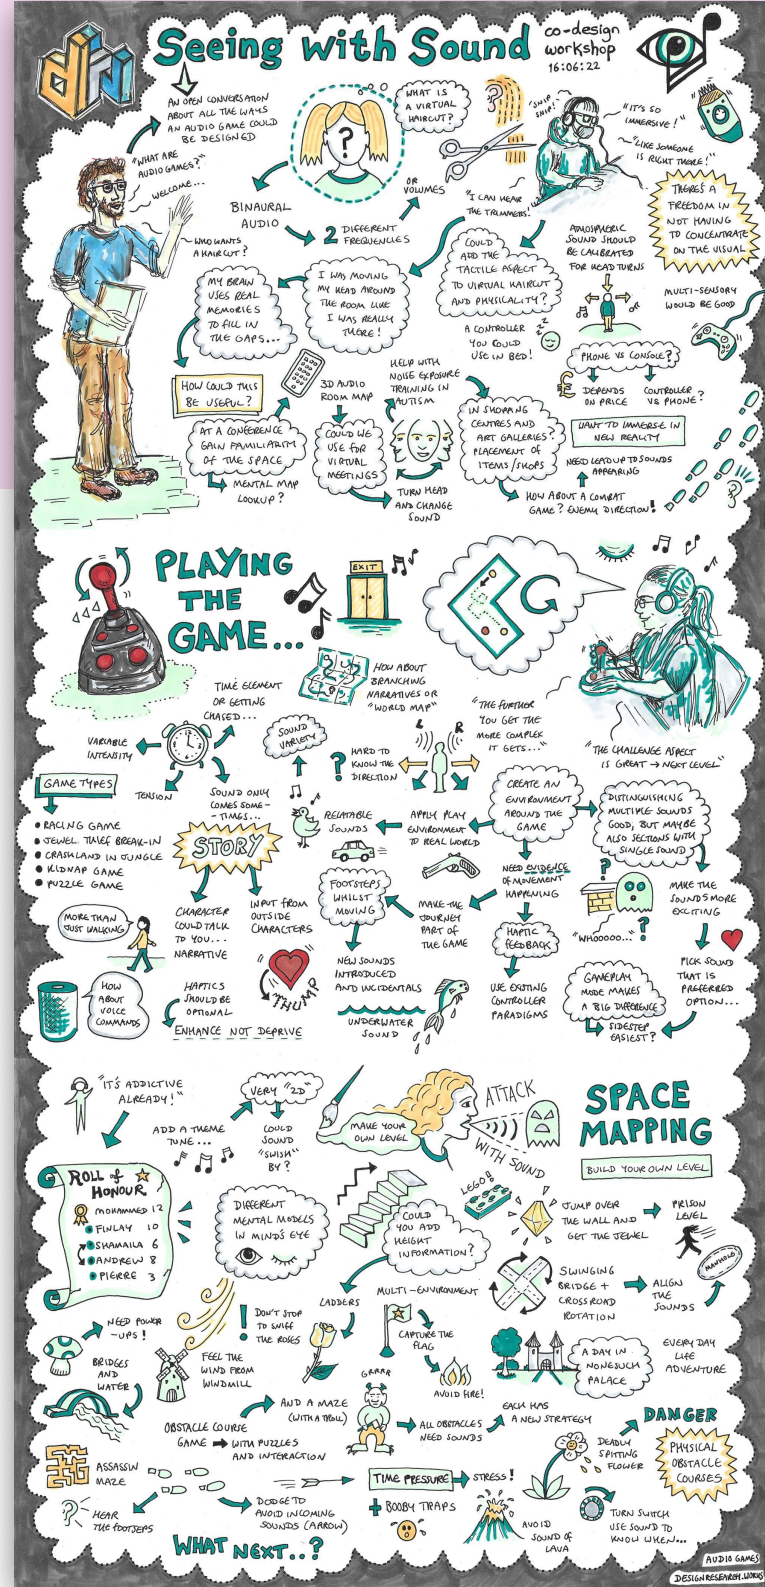 Seeing with Sound
co-design
workshop
16:06:22
AN OPEN CONVERSATION
ABOUT ALL THE WAYS
AN AUDIO GAME COULD
BE DESIGNED
"WHAT ARE
AUDIO GAMES?"
WELCOME...
WHO WANTS
A HAIRCUT?
?
WHAT IS
A VIRTUAL
HAIRCUT?
"SNIP
SNIP!"
"IT'S SO
IMMERSIVE!"
"LIKE SOMEONE
IS RIGHT THERE!"
"I CAN HEAR
THE TRIMMERS!"
THERE'S A
FREEDOM IN
NOT HAVING
TO CONCENTRATE
ON THE VISUAL
BINAURAL
AUDIO
2 DIFFERENT
FREQUENCIES
OR
VOLUMES
MY BRAIN
USES REAL
MEMORIES
TO FILL IN
THE GAPS...
I WAS MOVING
MY HEAD AROUND
THE ROOM LIKE
I WAS REALLY
THERE!
COULD
ADD THE
TACTILE ASPECT
TO VIRTUAL HAIRCUT
AND PHYSICALITY?
ATMOSPHERIC
SOUND SHOULD
BE CALIBRATED
FOR HEAD TURNS
MULTI-SENSORY
WOULD BE GOOD
A CONTROLLER
YOU COULD
USE IN BED!
PHONE VS CONSOLE?
£
DEPENDS
ON PRICE
CONTROLLER
VS PHONE?
HOW COULD THIS
BE USEFUL?
3D AUDIO
ROOM MAP
HELP WITH
NOISE EXPOSURE
TRAINING IN
AUTISM
AT A CONFERENCE
GAIN FAMILIARITY
OF THE SPACE
MENTAL MAP
LOOKUP?
COULD WE
USE FOR
VIRTUAL
MEETINGS
TURN HEAD
AND CHANGE
SOUND
IN SHOPPING
CENTRES AND
ART GALLERIES?
PLACEMENT OF
ITEMS/SHOPS
WANT TO IMMERSE IN
NEW REALITY
NEED LEAD UP TO SOUNDS
APPEARING
HOW ABOUT A COMBAT
GAME? ENEMY DIRECTION!
PLAYING
THE
GAME...
EXIT
TIME ELEMENT
OR GETTING
CHASED...
HOW ABOUT
BRANCHING
NARRATIVES OR
"WORLD MAP"
"THE FURTHER
YOU GET THE
MORE COMPLEX
IT GETS..."
"THE CHALLENGE ASPECT
IS GREAT → NEXT LEVEL"
VARIABLE
INTENSITY
TENSION
SOUND ONLY
COMES SOME-
-TIMES...
SOUND
VARIETY
? HARD TO
KNOW THE
DIRECTION
L R
GAME TYPES
• RACING GAME
• JEWEL THIEF BREAK-IN
• CRASHLAND IN JUNGLE
• KIDNAP GAME
• PUZZLE GAME
STORY
RELATABLE
SOUNDS
APPLY PLAY
ENVIRONMENT
TO REAL WORLD
CREATE AN
ENVIRONMENT
AROUND THE
GAME
DISTINGUISHING
MULTIPLE SOUNDS
GOOD, BUT MAYBE
ALSO SECTIONS WITH
SINGLE SOUND
NEED EVIDENCE
OF MOVEMENT
HAPPENING
FOOTSTEPS
WHILST
MOVING
MAKE THE
JOURNEY
PART OF
THE GAME
HAPTIC
FEEDBACK
USE EXISTING
CONTROLLER
PARADIGMS
?
"WHOOOOO..." ?
MAKE THE
SOUNDS MORE
EXCITING
PICK SOUND
THAT IS
PREFERRED
OPTION...
GAMEPLAY
MODE MAKES
A BIG DIFFERENCE
SIDESTEP
EASIEST?
MORE THAN
JUST WALKING
CHARACTER
COULD TALK
TO YOU...
NARRATIVE
INPUT FROM
OUTSIDE
CHARACTERS
THUMP
HOW
ABOUT
VOICE
COMMANDS
HAPTICS
SHOULD BE
OPTIONAL
ENHANCE NOT DEPRIVE
NEW SOUNDS
INTRODUCED
AND INCIDENTALS
UNDERWATER
SOUND
"IT'S ADDICTIVE
ALREADY!"
ADD A THEME
TUNE...
VERY "2D"
COULD
SOUND
"SWISH"
BY?
MAKE YOUR
OWN LEVEL
ATTACK
WITH SOUND
SPACE
MAPPING
BUILD YOUR OWN LEVEL
ROLL of
HONOUR
MOHAMMED 12
FINLAY 10
SHAMAILA 6
ANDREW 8
PIERRE 3
DIFFERENT
MENTAL MODELS
IN MIND'S EYE
COULD
YOU ADD
HEIGHT
INFORMATION?
LEGO!
JUMP OVER
THE WALL AND
GET THE JEWEL
PRISON
LEVEL
MANHOLE
SWINGING
BRIDGE +
CROSSROAD
ROTATION
ALIGN
THE
SOUNDS
NEED POWER
-UPS!
BRIDGES
AND
WATER
FEEL THE
WIND FROM
WINDMILL
! DON'T STOP
TO SNIFF
THE ROSES
LADDERS
MULTI-ENVIRONMENT
CAPTURE THE
FLAG
AVOID FIRE!
A DAY IN
NONESUCH
PALACE
EVERY DAY
LIFE
ADVENTURE
OBSTACLE COURSE
GAME → WITH PUZZLES
AND INTERACTION
AND A MAZE
(WITH A TROLL)
GRRRR
ALL OBSTACLES
NEED SOUNDS
EACH HAS
A NEW STRATEGY
DANGER
PHYSICAL
OBSTACLE
COURSES
DEADLY
SPITTING
FLOWER
ASSASSIN
MAZE
HEAR
THE FOOTSTEPS
DODGE TO
AVOID INCOMING
SOUNDS (ARROW)
TIME PRESSURE
STRESS!
+ BOOBY TRAPS
AVOID
SOUND OF
LAVA
TURN SWITCH
USE SOUND TO
KNOW WHEN...
WHAT NEXT..?
AUDIO GAMES
DESIGNRESEARCH.WORKS